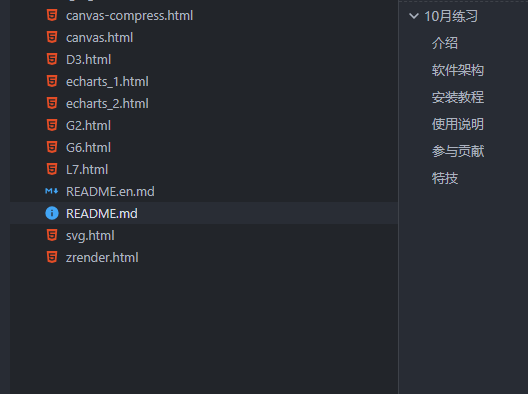 canvas-compress.html
canvas.html
D3.html
echarts_1.html
echarts_2.html
G2.html
G6.html
L7.html
README.en.md
README.md
svg.html
zrender.html
10月练习
介绍
软件架构
安装教程
使用说明
参与贡献
特技